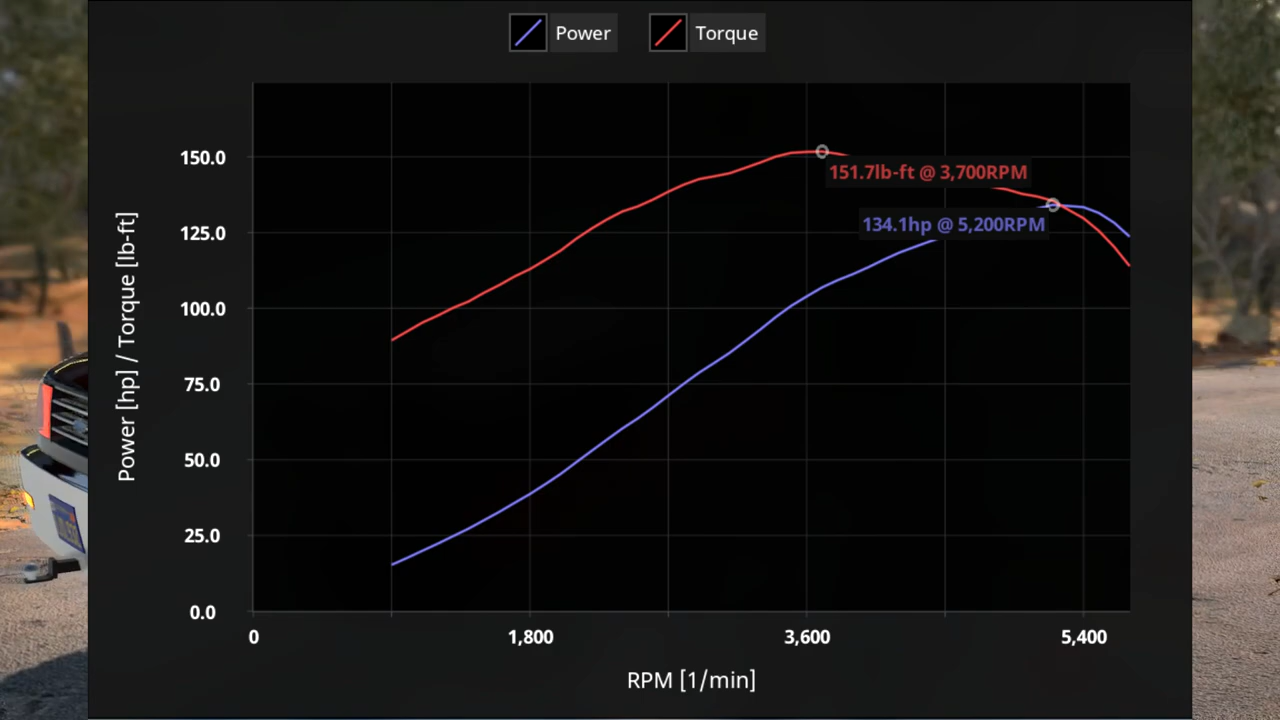 Power Torque
150.0
151.7lb-ft @ 3,700RPM
134.1hp @ 5,200RPM
125.0
100.0
75.0
50.0
25.0
0.0
Power [hp] / Torque [lb-ft]
0 1,800 3,600 5,400
RPM [1/min]